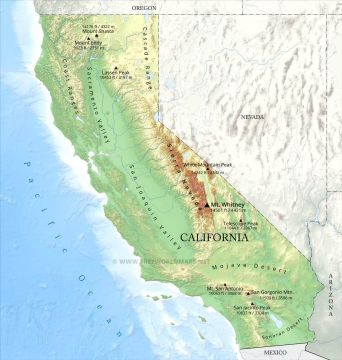 OREGON
14176 ft / 4322 m
Mount Shasta
Mount Eddy
Cascade Range
Lassen Peak
Coast Ranges
Sacramento Valley
NEVADA
Sierra Nevada
White Mountain Peak
San Joaquin Valley
Mt. Whitney
Telescope Peak
CALIFORNIA
Pacific Ocean
Mojave Desert
© WWW.FREEWORLDMAPS.NET
Mt. San Antonio
San Gorgonio Mtn.
San Jacinto Peak
Sonoran Desert
ARIZONA
MEXICO